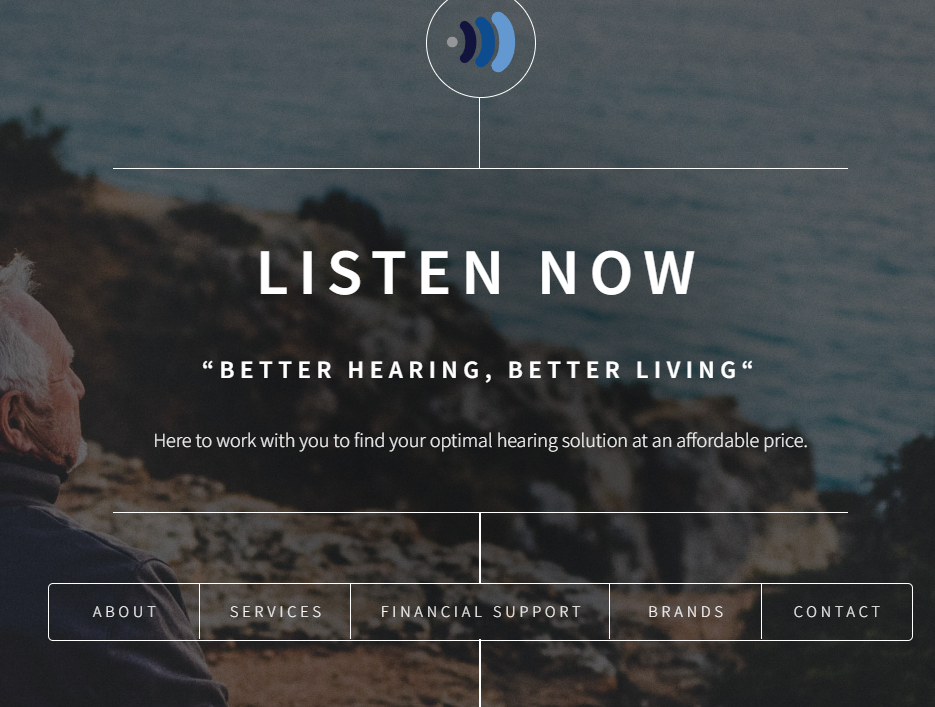 LISTEN NOW
“BETTER HEARING, BETTER LIVING“
Here to work with you to find your optimal hearing solution at an affordable price.
ABOUT
SERVICES
FINANCIAL SUPPORT
BRANDS
CONTACT